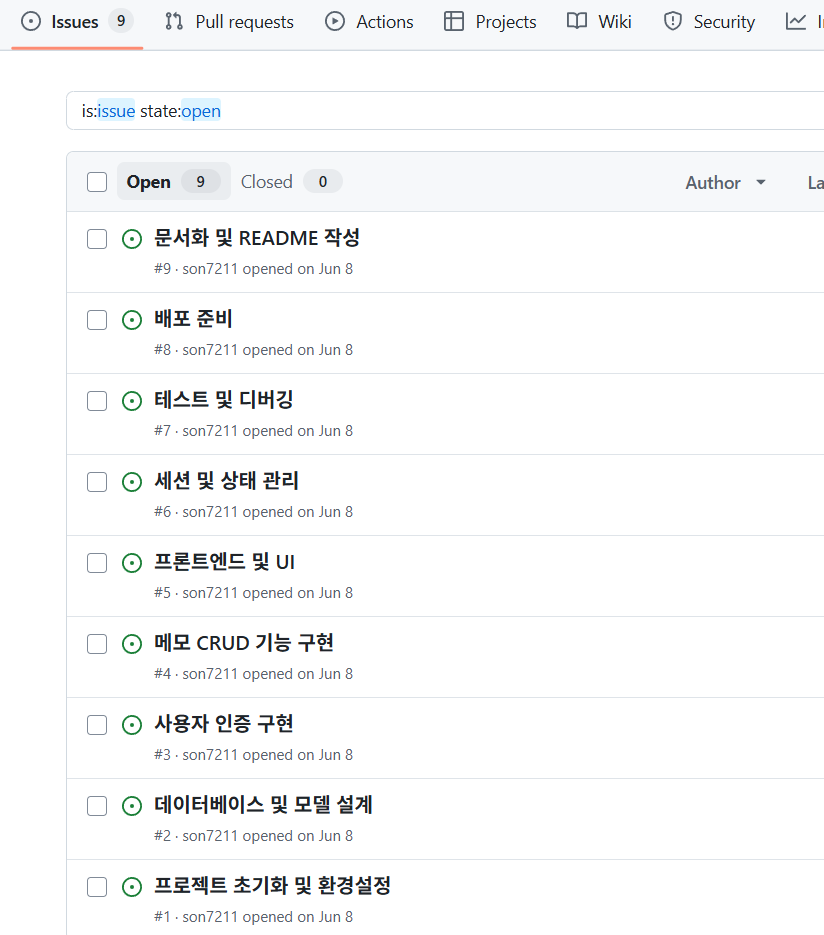 Issues 9 Pull requests Actions Projects Wiki Security
is:issue state:open
Open 9 Closed 0 Author
문서화 및 README 작성
#9 · son7211 opened on Jun 8
배포 준비
#8 · son7211 opened on Jun 8
테스트 및 디버깅
#7 · son7211 opened on Jun 8
세션 및 상태 관리
#6 · son7211 opened on Jun 8
프론트엔드 및 UI
#5 · son7211 opened on Jun 8
메모 CRUD 기능 구현
#4 · son7211 opened on Jun 8
사용자 인증 구현
#3 · son7211 opened on Jun 8
데이터베이스 및 모델 설계
#2 · son7211 opened on Jun 8
프로젝트 초기화 및 환경설정
#1 · son7211 opened on Jun 8